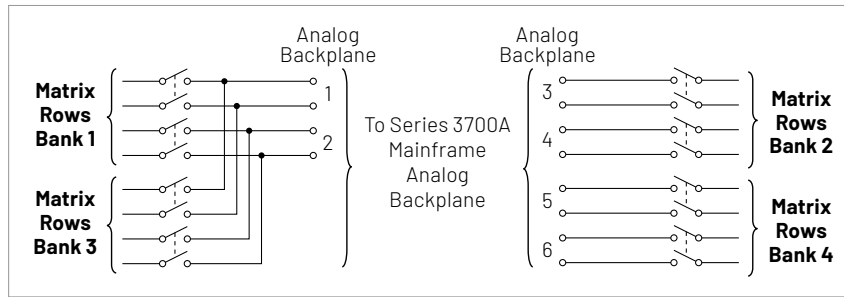 Analog
Backplane
Matrix
Rows
Bank 1
1
2
Matrix
Rows
Bank 3
To Series 3700A
Mainframe
Analog
Backplane
Analog
Backplane
3
4
5
6
Matrix
Rows
Bank 2
Matrix
Rows
Bank 4